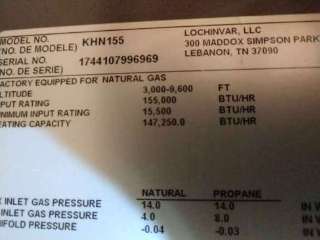 MODEL NO. KHN155 LOCHINVAR, LLC
(NO. DE MODELE) 300 MADDOX SIMPSON PARK
SERIAL NO. 1744107996969 LEBANON, TN 37090
(NO. DE SERIE)
FACTORY EQUIPPED FOR NATURAL GAS
ALTITUDE 3,000-9,600 FT
INPUT RATING 155,000 BTU/HR
MINIMUM INPUT RATING 15,500 BTU/HR
HEATING CAPACITY 147,250.0 BTU/HR
NATURAL PROPANE
X INLET GAS PRESSURE 14.0 14.0 IN W
INLET GAS PRESSURE 4.0 8.0 IN W
NIFOLD PRESSURE -0.04 -0.03 IN W